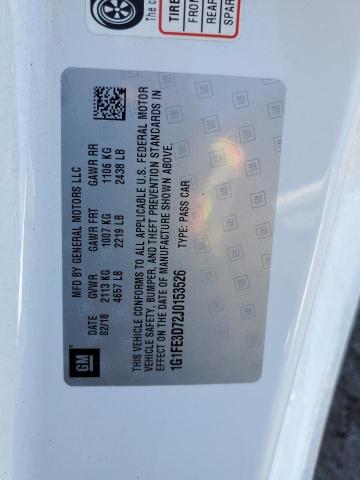 MFD BY GENERAL MOTORS LLC
DATE GVWR GAWR FRT GAWR RR
02/18 2113 KG 1007 KG 1106 KG
4657 LB 2219 LB 2438 LB
THIS VEHICLE CONFORMS TO ALL APPLICABLE U.S. FEDERAL MOTOR
VEHICLE SAFETY, BUMPER, AND THEFT PREVENTION STANDARDS IN
EFFECT ON THE DATE OF MANUFACTURE SHOWN ABOVE.
TYPE: PASS CAR
1G1FE3D72J0153526
GM
TIRE
FRON
REAR
SPAR